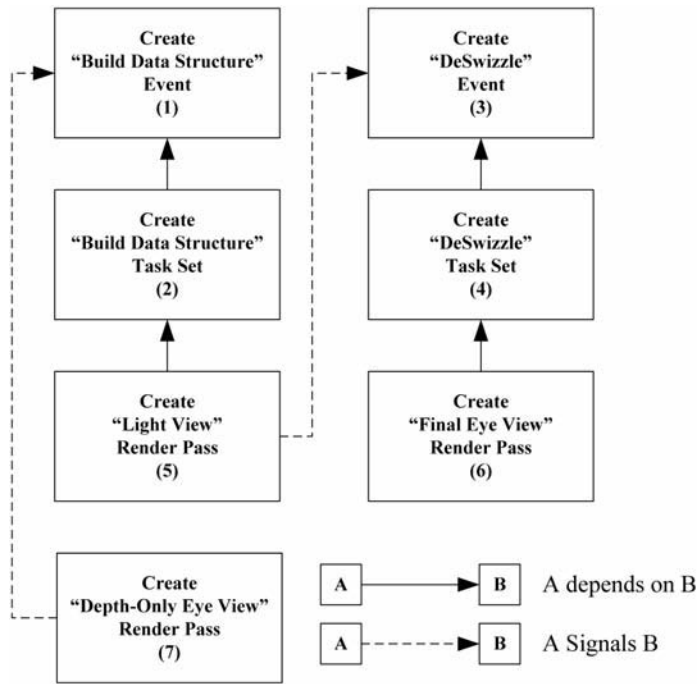 Create
“Build Data Structure”
Event
(1)
Create
“DeSwizzle”
Event
(3)
Create
“Build Data Structure”
Task Set
(2)
Create
“DeSwizzle”
Task Set
(4)
Create
“Light View”
Render Pass
(5)
Create
“Final Eye View”
Render Pass
(6)
Create
“Depth-Only Eye View”
Render Pass
(7)
A B A depends on B
A B A Signals B